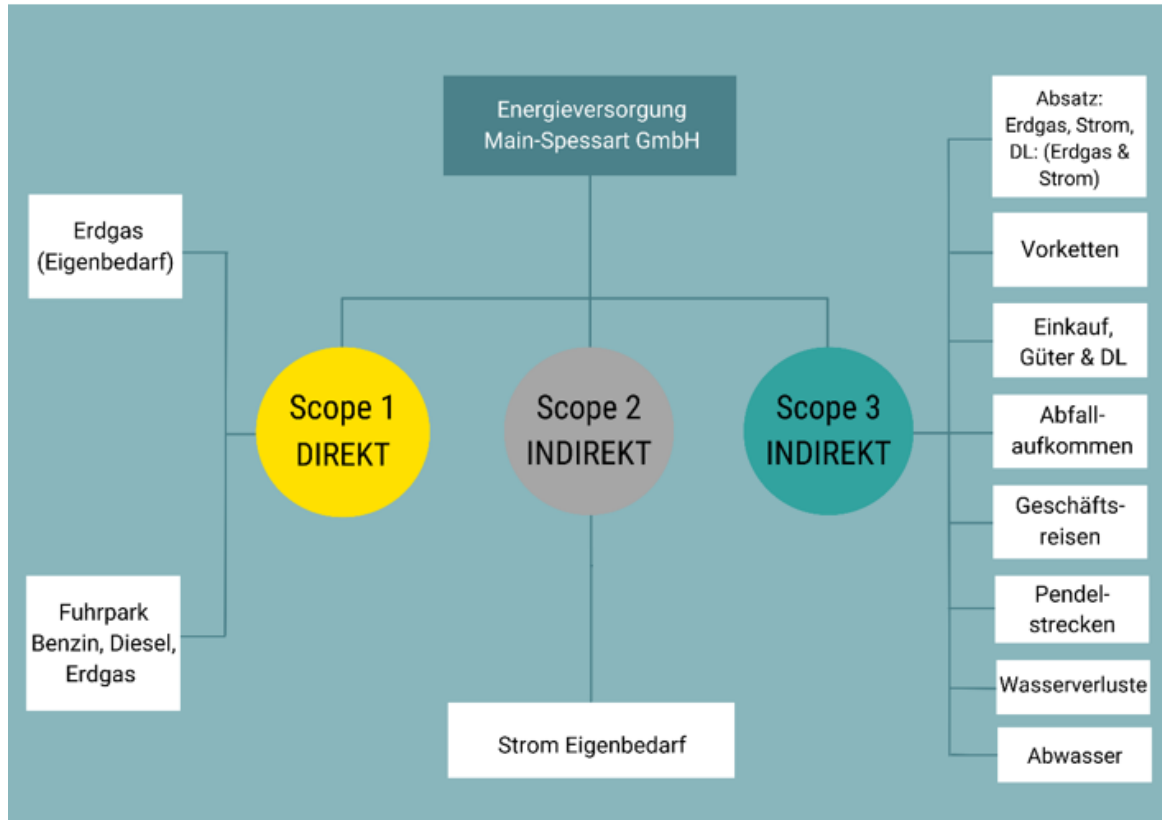 Energieversorgung
Main-Spessart GmbH
Erdgas
(Eigenbedarf)
Fuhrpark
Benzin, Diesel,
Erdgas
Scope 1
DIREKT
Scope 2
INDIREKT
Strom Eigenbedarf
Scope 3
INDIREKT
Absatz:
Erdgas, Strom,
DL: (Erdgas &
Strom)
Vorketten
Einkauf,
Güter & DL
Abfall-
aufkommen
Geschäfts-
reisen
Pendel-
strecken
Wasserverluste
Abwasser